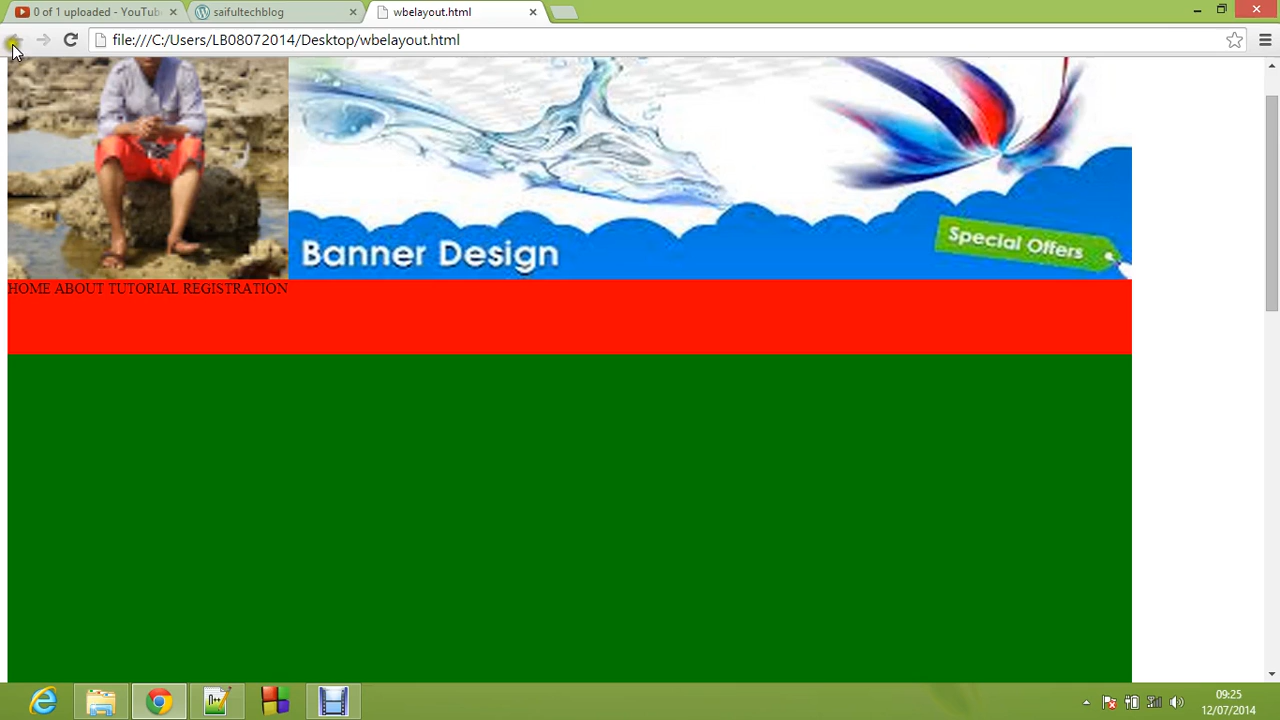 0 of 1 uploaded - YouTub
saifultechblog
wbelayout.html
file:///C:/Users/LB08072014/Desktop/wbelayout.html
Banner Design
Special Offers
HOME ABOUT TUTORIAL REGISTRATION
09:25
12/07/2014